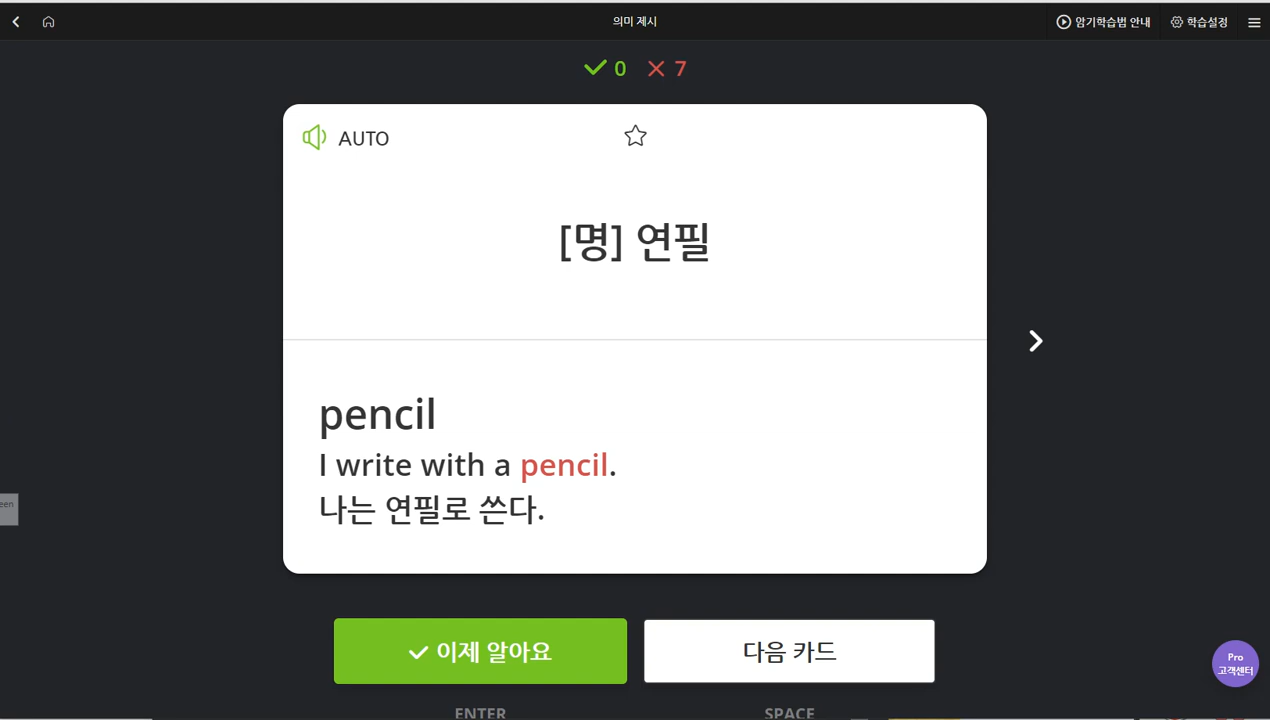 의미 제시
암기학습법 안내
학습설정
0
7
AUTO
[명] 연필
pencil
I write with a pencil.
나는 연필로 쓴다.
een
이제 알아요
다음 카드
Pro
고객센터
ENTER
SPACE